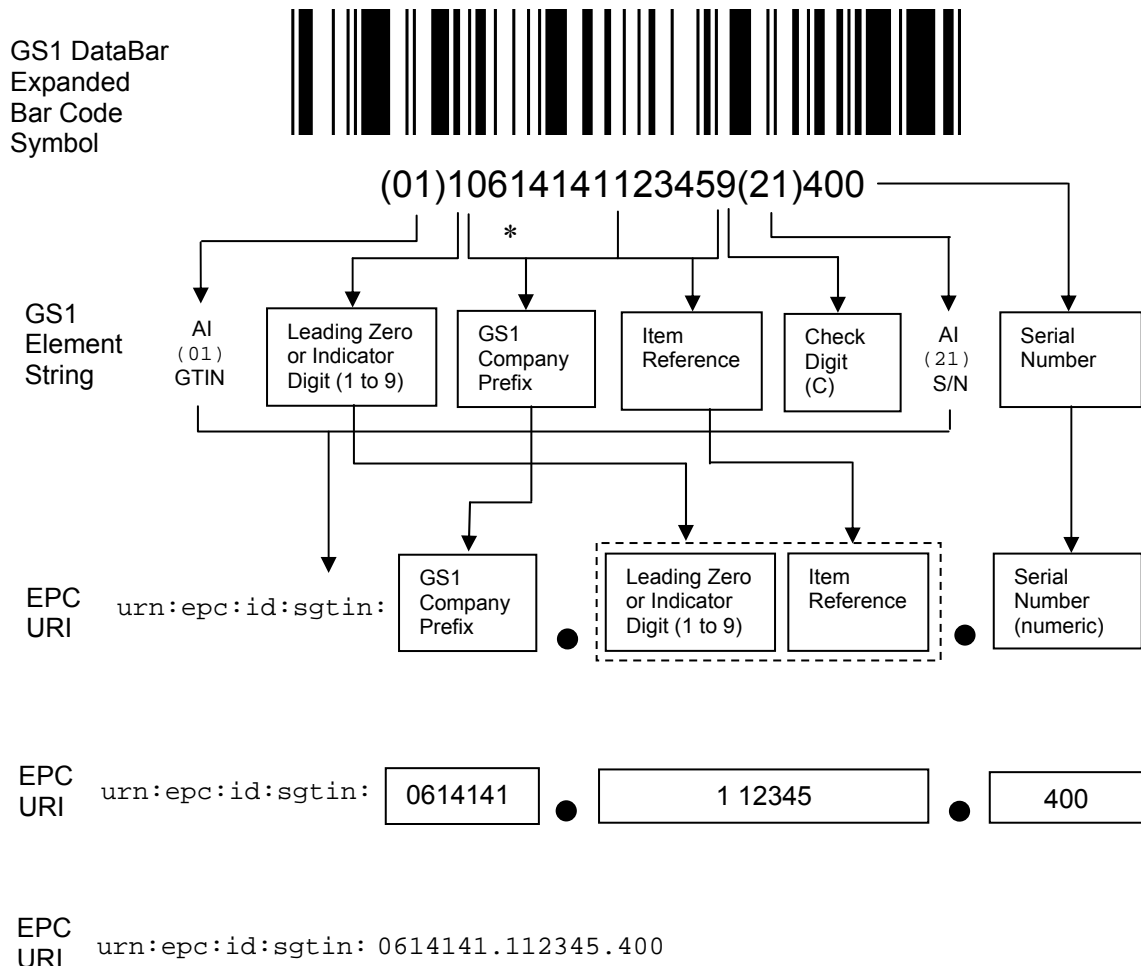 GS1 DataBar
Expanded
Bar Code
Symbol
(01)10614141123459(21)400
*
GS1
Element
String
AI
(01)
GTIN
Leading Zero
or Indicator
Digit (1 to 9)
GS1
Company
Prefix
Item
Reference
Check
Digit
(C)
AI
(21)
S/N
Serial
Number
EPC
URI
urn:epc:id:sgtin:
GS1
Company
Prefix
Leading Zero
or Indicator
Digit (1 to 9)
Item
Reference
Serial
Number
(numeric)
EPC
URI
urn:epc:id:sgtin:
0614141
1 12345
400
EPC
URI
urn:epc:id:sgtin: 0614141.112345.400